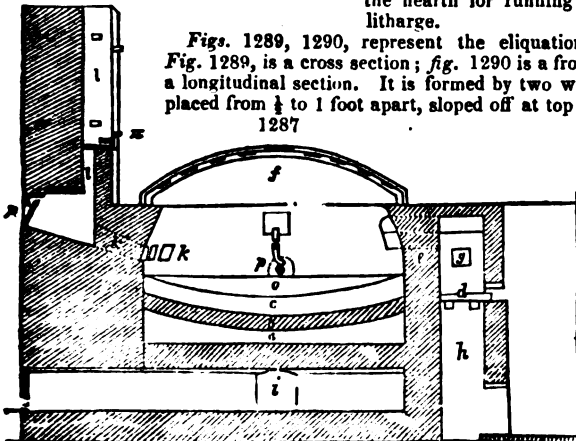 the hearth for running
litharge.
Figs. 1289, 1290, represent the eliquation
Fig. 1289, is a cross section; fig. 1290 is a fro
a longitudinal section. It is formed by two w
placed from ½ to 1 foot apart, sloped off at top
1287
l
n
f
k
p
o
c
b
a
g
d
h
i